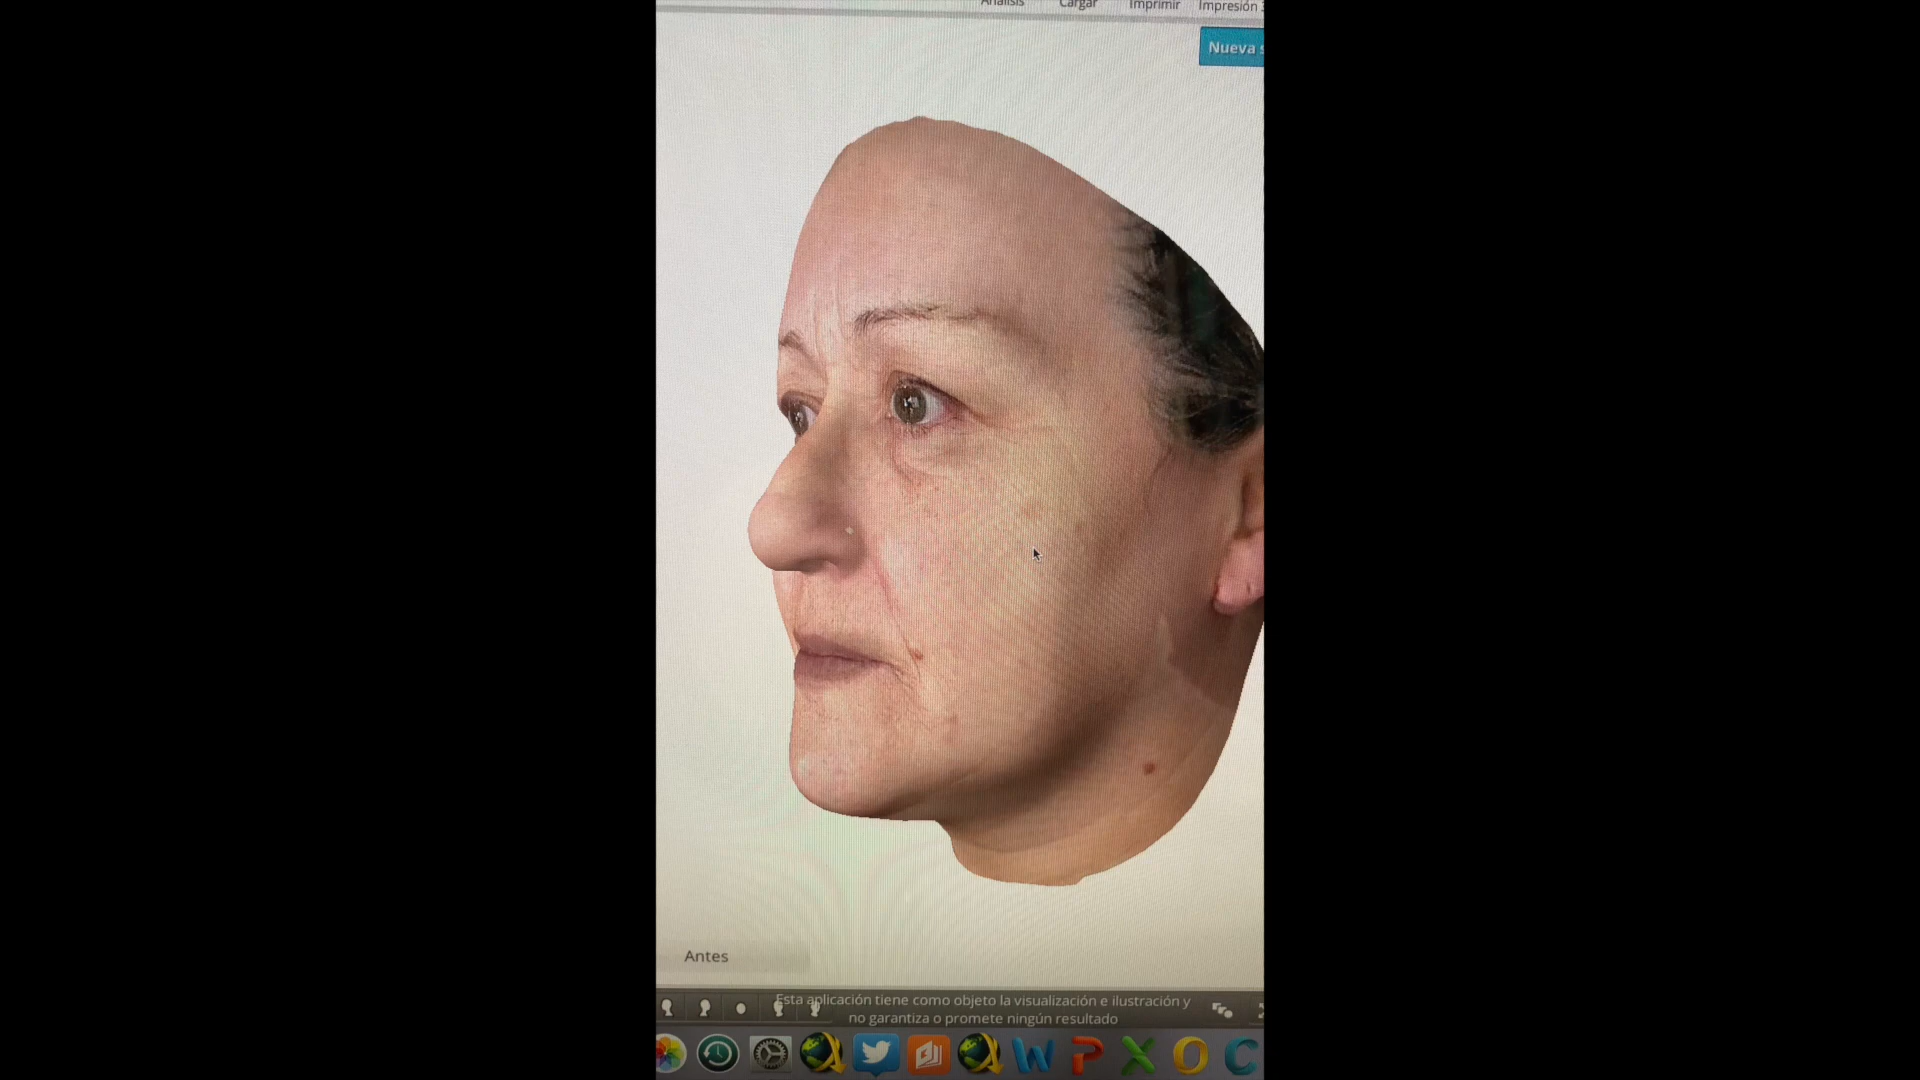 Análisis Cargar Imprimir Impresión
Nueva
Antes
Esta aplicación tiene como objeto la visualización e ilustración y
no garantiza o promete ningún resultado